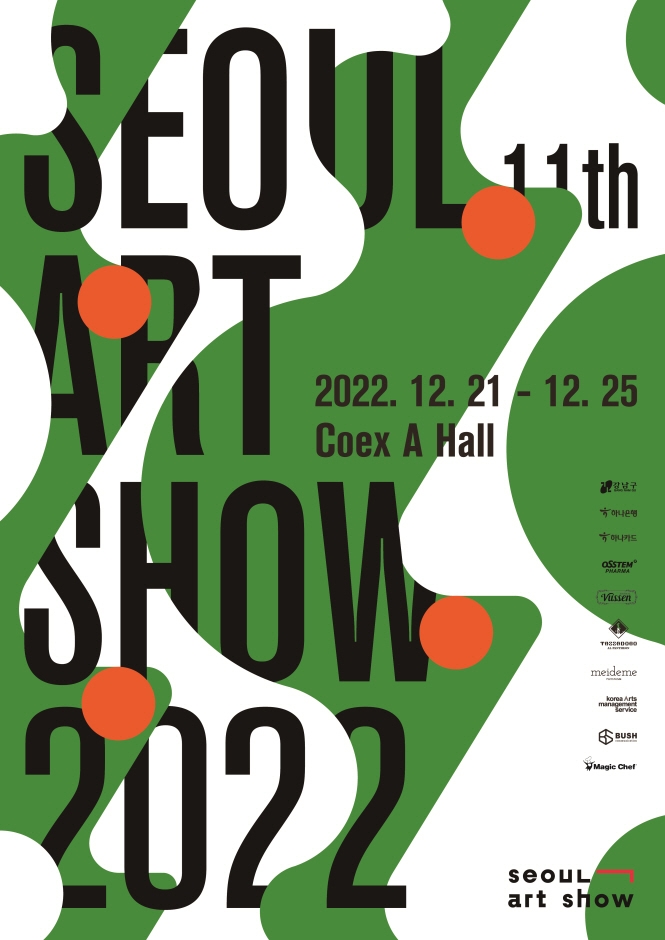 SEOUL
11th
ART
2022. 12. 21 - 12. 25
Coex A Hall
SHOW
2022
강남구
하나은행
하나카드
OSSTEM
PHARMA
Vüssen
meideme
korea Arts
management
service
BUSH
Magic Chef
seoul
art show